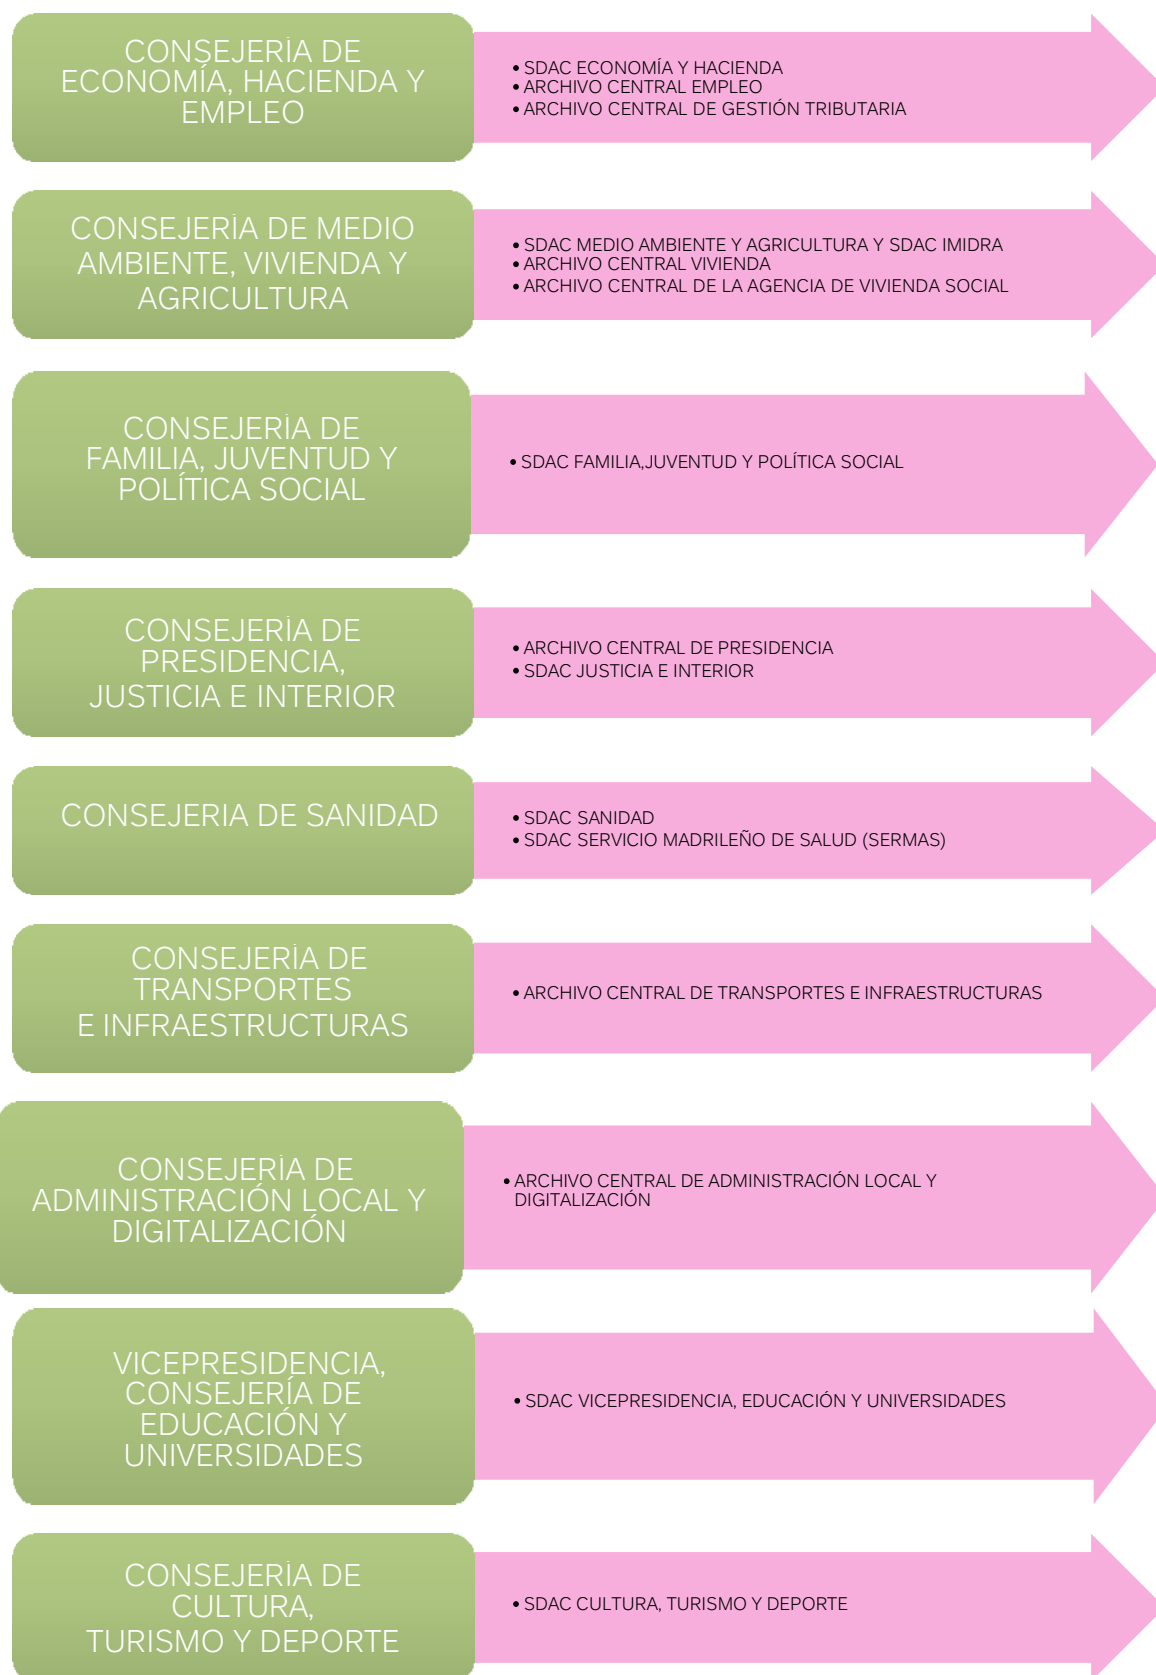 CONSEJERÍA DE
ECONOMÍA, HACIENDA Y
EMPLEO
• SDAC ECONOMÍA Y HACIENDA
• ARCHIVO CENTRAL EMPLEO
• ARCHIVO CENTRAL DE GESTIÓN TRIBUTARIA
CONSEJERÍA DE MEDIO
AMBIENTE, VIVIENDA Y
AGRICULTURA
• SDAC MEDIO AMBIENTE Y AGRICULTURA Y SDAC IMIDRA
• ARCHIVO CENTRAL VIVIENDA
• ARCHIVO CENTRAL DE LA AGENCIA DE VIVIENDA SOCIAL
CONSEJERÍA DE
FAMILIA, JUVENTUD Y
POLÍTICA SOCIAL
• SDAC FAMILIA,JUVENTUD Y POLÍTICA SOCIAL
CONSEJERÍA DE
PRESIDENCIA,
JUSTICIA E INTERIOR
• ARCHIVO CENTRAL DE PRESIDENCIA
• SDAC JUSTICIA E INTERIOR
CONSEJERIA DE SANIDAD
• SDAC SANIDAD
• SDAC SERVICIO MADRILEÑO DE SALUD (SERMAS)
CONSEJERÍA DE
TRANSPORTES
E INFRAESTRUCTURAS
• ARCHIVO CENTRAL DE TRANSPORTES E INFRAESTRUCTURAS
CONSEJERÍA DE
ADMINISTRACIÓN LOCAL Y
DIGITALIZACIÓN
• ARCHIVO CENTRAL DE ADMINISTRACIÓN LOCAL Y
DIGITALIZACIÓN
VICEPRESIDENCIA,
CONSEJERÍA DE
EDUCACIÓN Y
UNIVERSIDADES
• SDAC VICEPRESIDENCIA, EDUCACIÓN Y UNIVERSIDADES
CONSEJERÍA DE
CULTURA,
TURISMO Y DEPORTE
• SDAC CULTURA, TURISMO Y DEPORTE